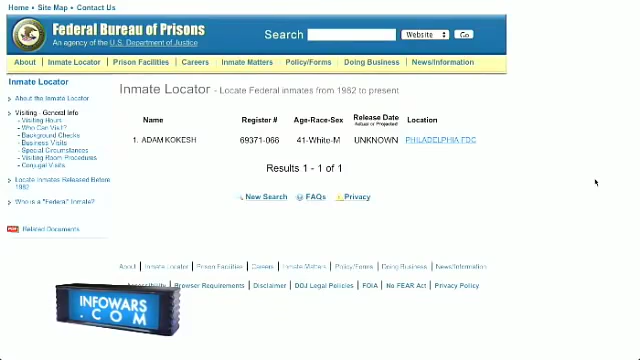 Home • Site Map • Contact Us
Federal Bureau of Prisons
An agency of the U.S. Department of Justice
Search
Website
Go
About
Inmate Locator
Prison Facilities
Careers
Inmate Matters
Policy/Forms
Doing Business
News/Information
Inmate Locator
About the Inmate Locator
Visiting - General Info
- Visiting Hours
- Who Can Visit?
- Background Checks
- Business Visits
- Special Circumstances
- Visiting Room Procedures
- Conjugal Visits
Locate Inmates Released Before
1982
Who is a "Federal" Inmate?
Related Documents
Inmate Locator - Locate Federal inmates from 1982 to present
Name Register # Age-Race-Sex Release Date Location
Actual or Projected
1. ADAM KOKESH 69371-066 41-White-M UNKNOWN PHILADELPHIA FDC
Results 1 - 1 of 1
New Search FAQs Privacy
About | Inmate Locator | Prison Facilities | Careers | Inmate Matters | Policy/Forms | Doing Business | News/Information
Accessibility | Browser Requirements | Disclaimer | DOJ Legal Policies | FOIA | No FEAR Act | Privacy Policy
INFOWARS
.COM